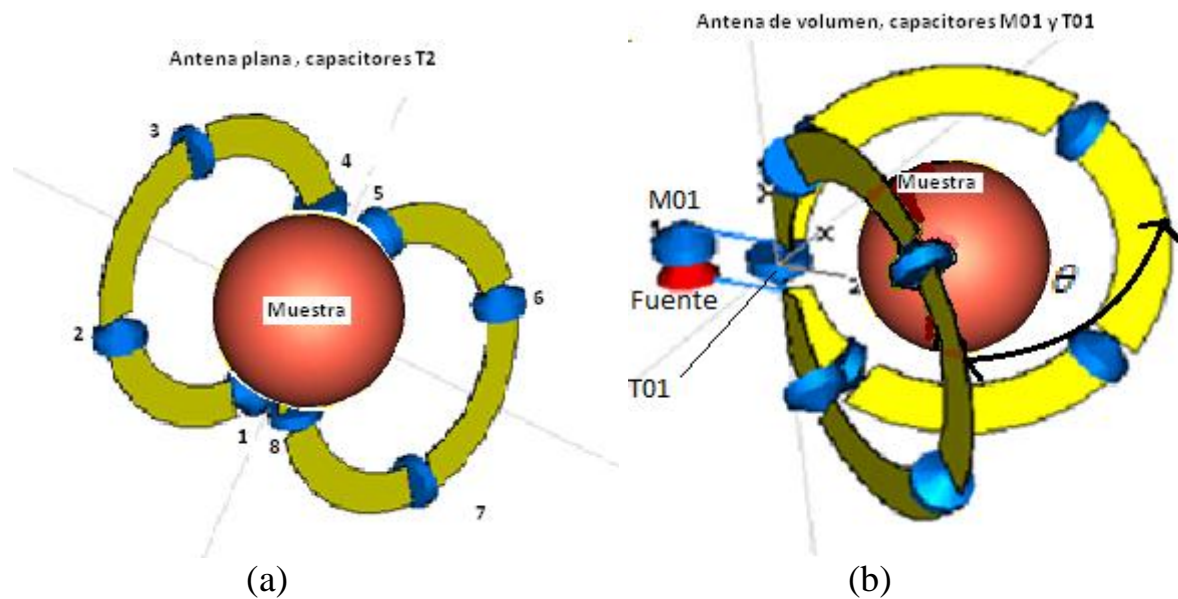 Antena plana , capacitores T2
3
4
5
Muestra
6
2
1
8
7
(a)
Antena de volumen, capacitores M01 y T01
Muestra
M01
1
y
x
z
Fuente
θ
T01
(b)